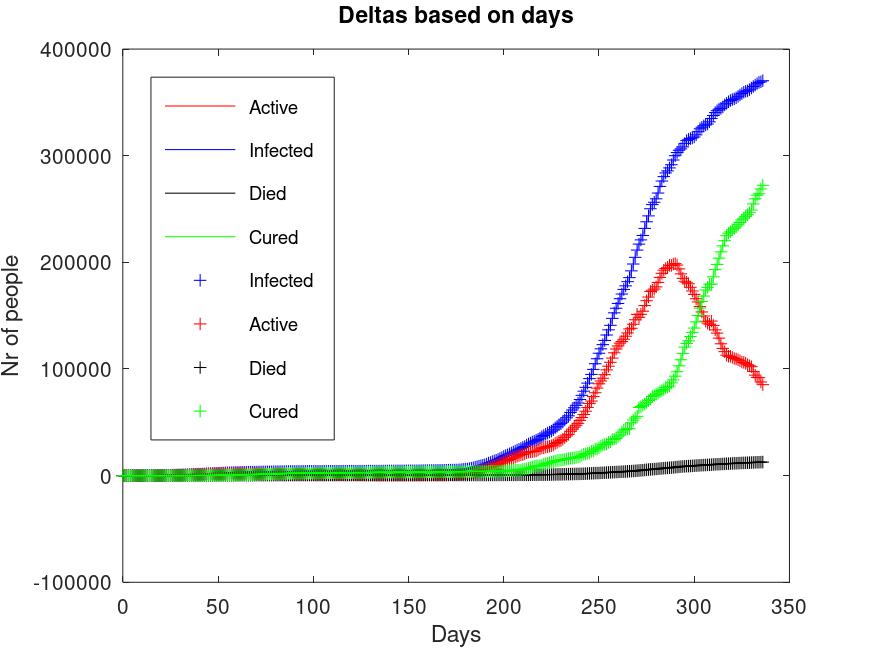 Deltas based on days
400000
300000
200000
100000
0
-100000
Nr of people
Active
Infected
Died
Cured
Infected
Active
Died
Cured
0 50 100 150 200 250 300 350
Days